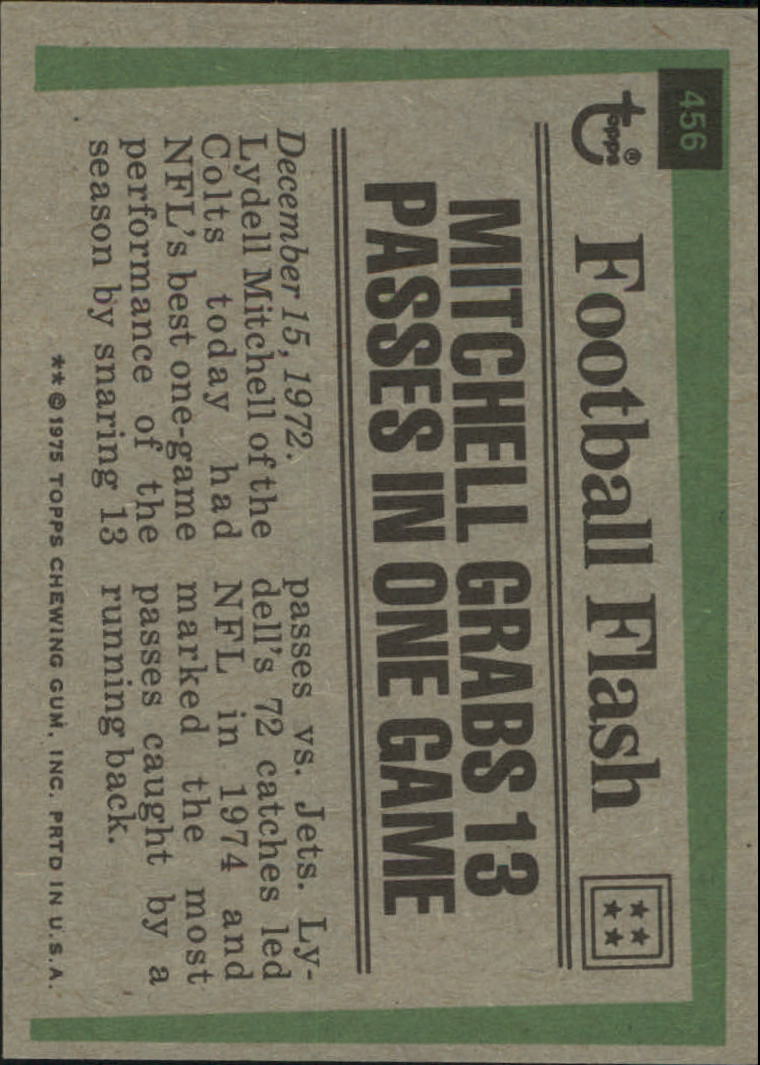 456
topps®
Football Flash
MITCHELL GRABS 13
PASSES IN ONE GAME
December 15, 1972.
Lydell Mitchell of the
Colts today had
NFL's best one-game
performance of the
season by snaring 13
passes vs. Jets. Ly-
dell's 72 catches led
NFL in 1974 and
marked the most
passes caught by a
running back.
**©1975 TOPPS CHEWING GUM, INC. PRTD IN U.S.A.